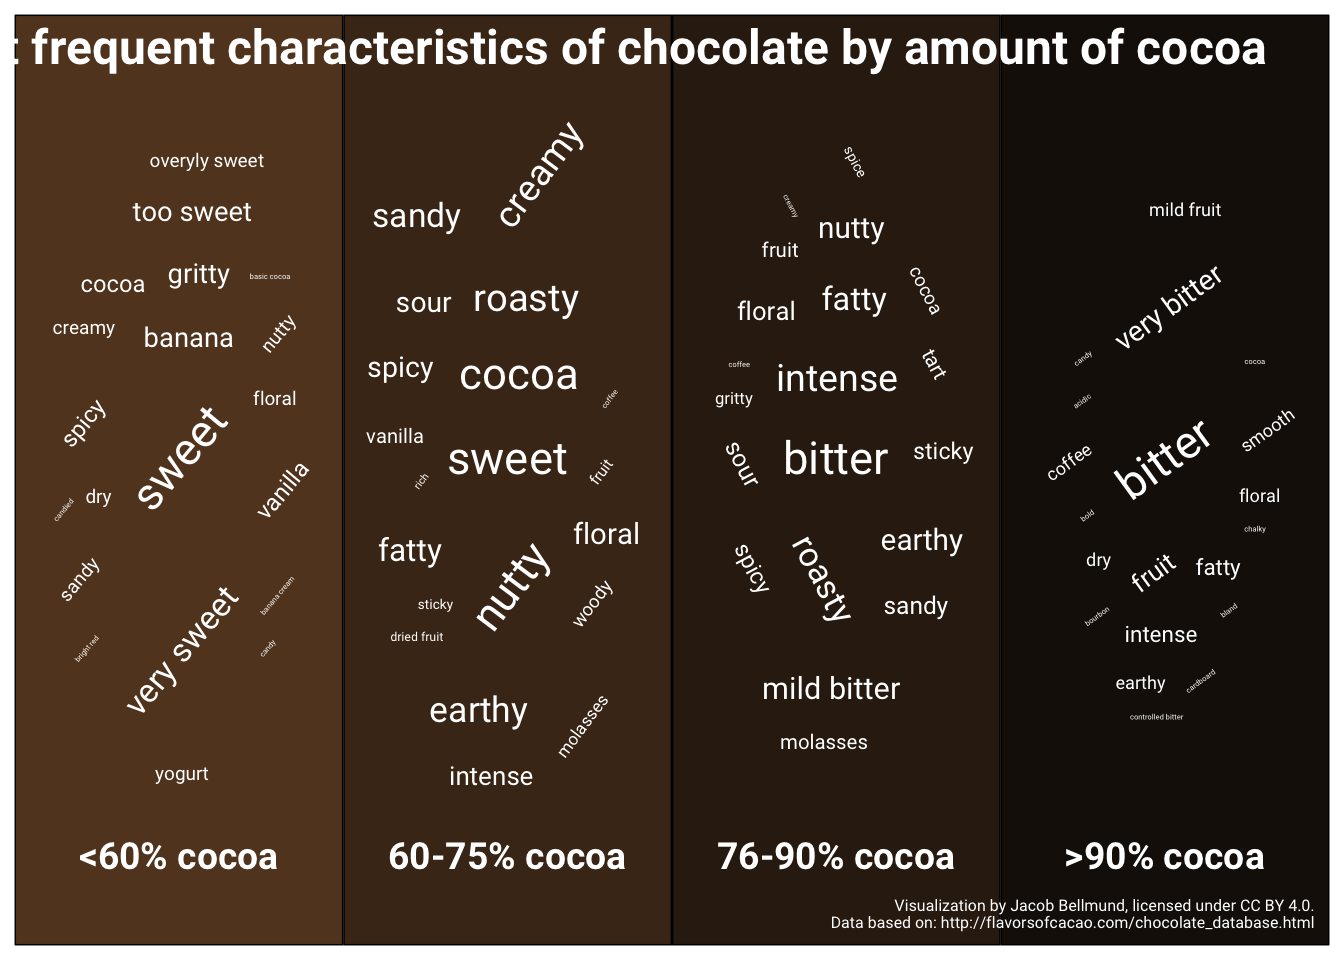 t frequent characteristics of chocolate by amount of cocoa
overyly sweet
too sweet
gritty
basic cocoa
cocoa
creamy
banana
nutty
floral
spicy
sweet
vanilla
dry
candied
sandy
banana cream
very sweet
bright red
candy
yogurt
<60% cocoa
creamy
sandy
sour
roasty
spicy
cocoa
coffee
vanilla
sweet
rich
fruit
floral
fatty
nutty
woody
sticky
dried fruit
earthy
molasses
intense
60-75% cocoa
spice
creamy
nutty
fruit
cocoa
floral
fatty
coffee
intense
tart
gritty
sour
bitter
sticky
earthy
spicy
roasty
sandy
mild bitter
molasses
76-90% cocoa
mild fruit
very bitter
candy
cocoa
acidic
smooth
coffee
bitter
floral
bold
chalky
dry
fruit
fatty
bourbon
bland
intense
earthy
cardboard
controlled bitter
>90% cocoa
Visualization by Jacob Bellmund, licensed under CC BY 4.0.
Data based on: http://flavorsofcacao.com/chocolate_database.html